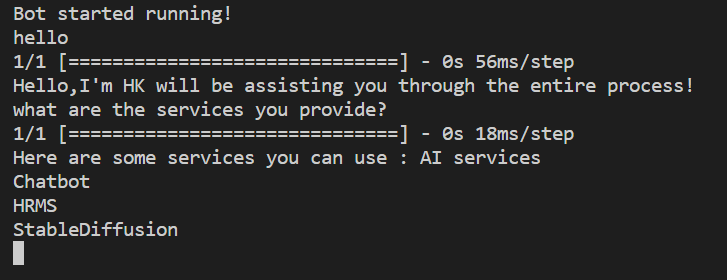 Bot started running!
hello
1/1 [==============================] - 0s 56ms/step
Hello,I'm HK will be assisting you through the entire process!
what are the services you provide?
1/1 [==============================] - 0s 18ms/step
Here are some services you can use : AI services
Chatbot
HRMS
StableDiffusion